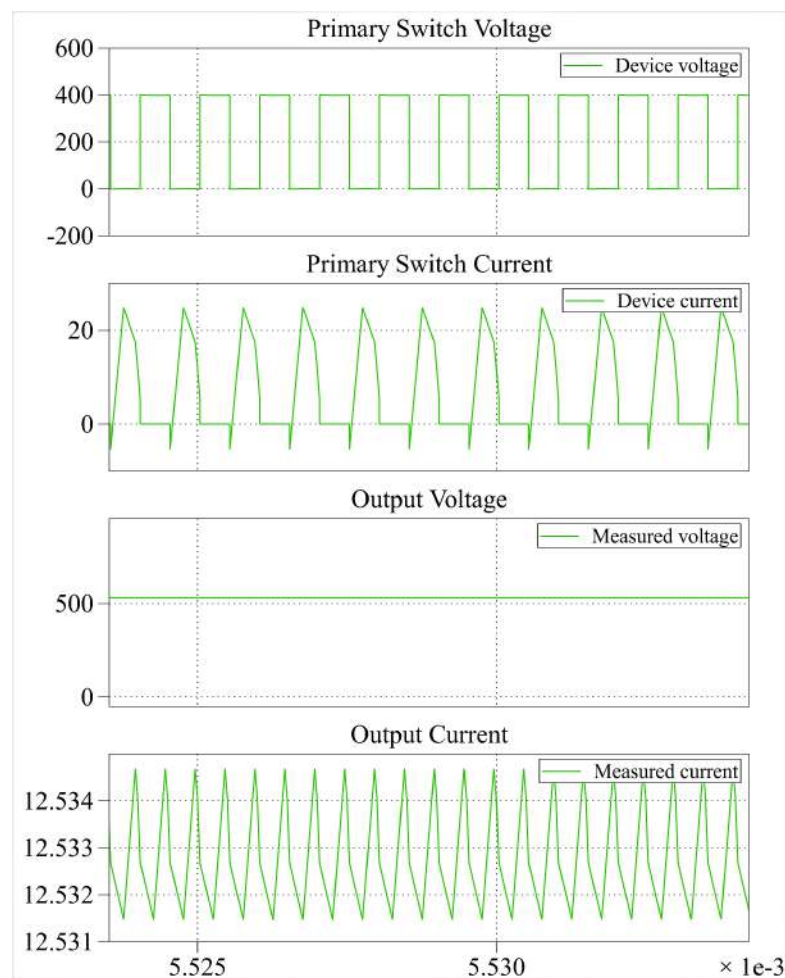 Primary Switch Voltage
600
Device voltage
400
200
0
-200
Primary Switch Current
Device current
20
0
Output Voltage
Measured voltage
500
0
Output Current
Measured current
12.534
12.533
12.532
12.531
5.525 5.530 × 1e-3